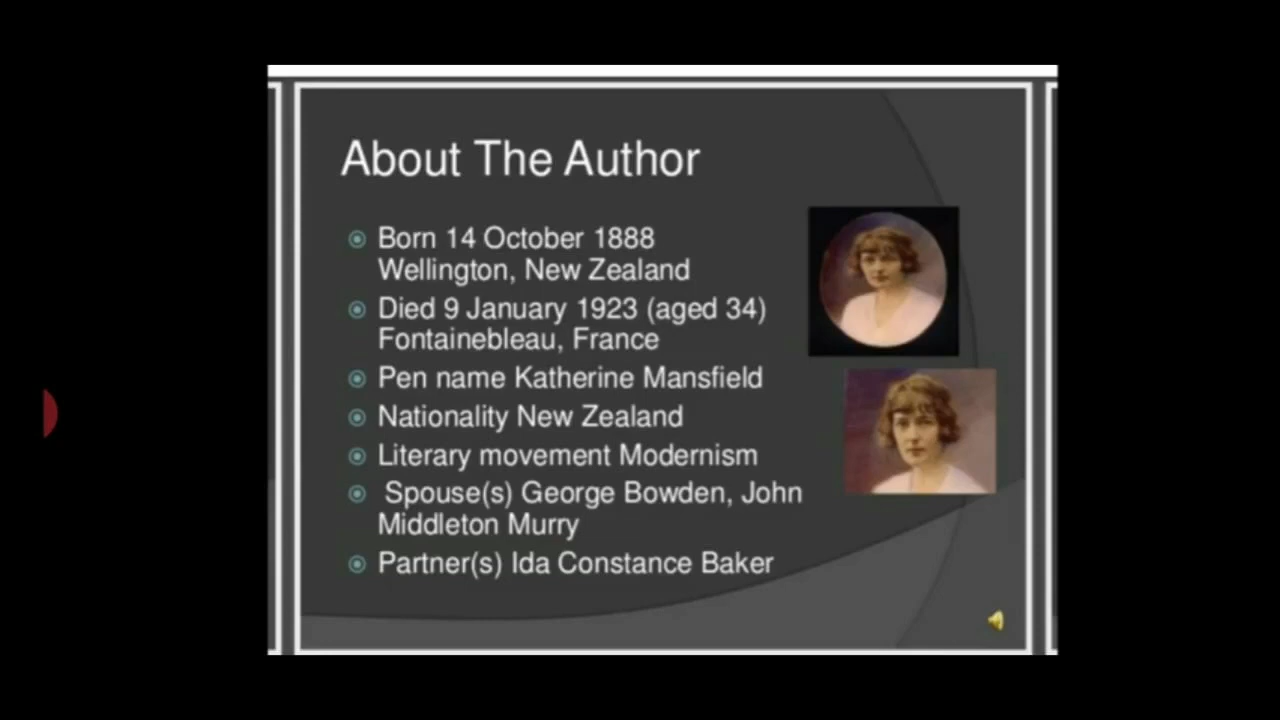 About The Author
Born 14 October 1888
Wellington, New Zealand
Died 9 January 1923 (aged 34)
Fontainebleau, France
Pen name Katherine Mansfield
Nationality New Zealand
Literary movement Modernism
Spouse(s) George Bowden, John
Middleton Murry
Partner(s) Ida Constance Baker